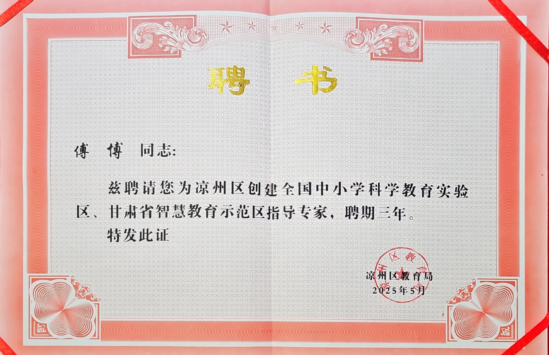 聘书
傅博 同志:
兹聘请您为凉州区创建全国中小学科学教育实验
区、甘肃省智慧教育示范区指导专家,聘期三年。
特发此证
凉州区教育局
2025年5月